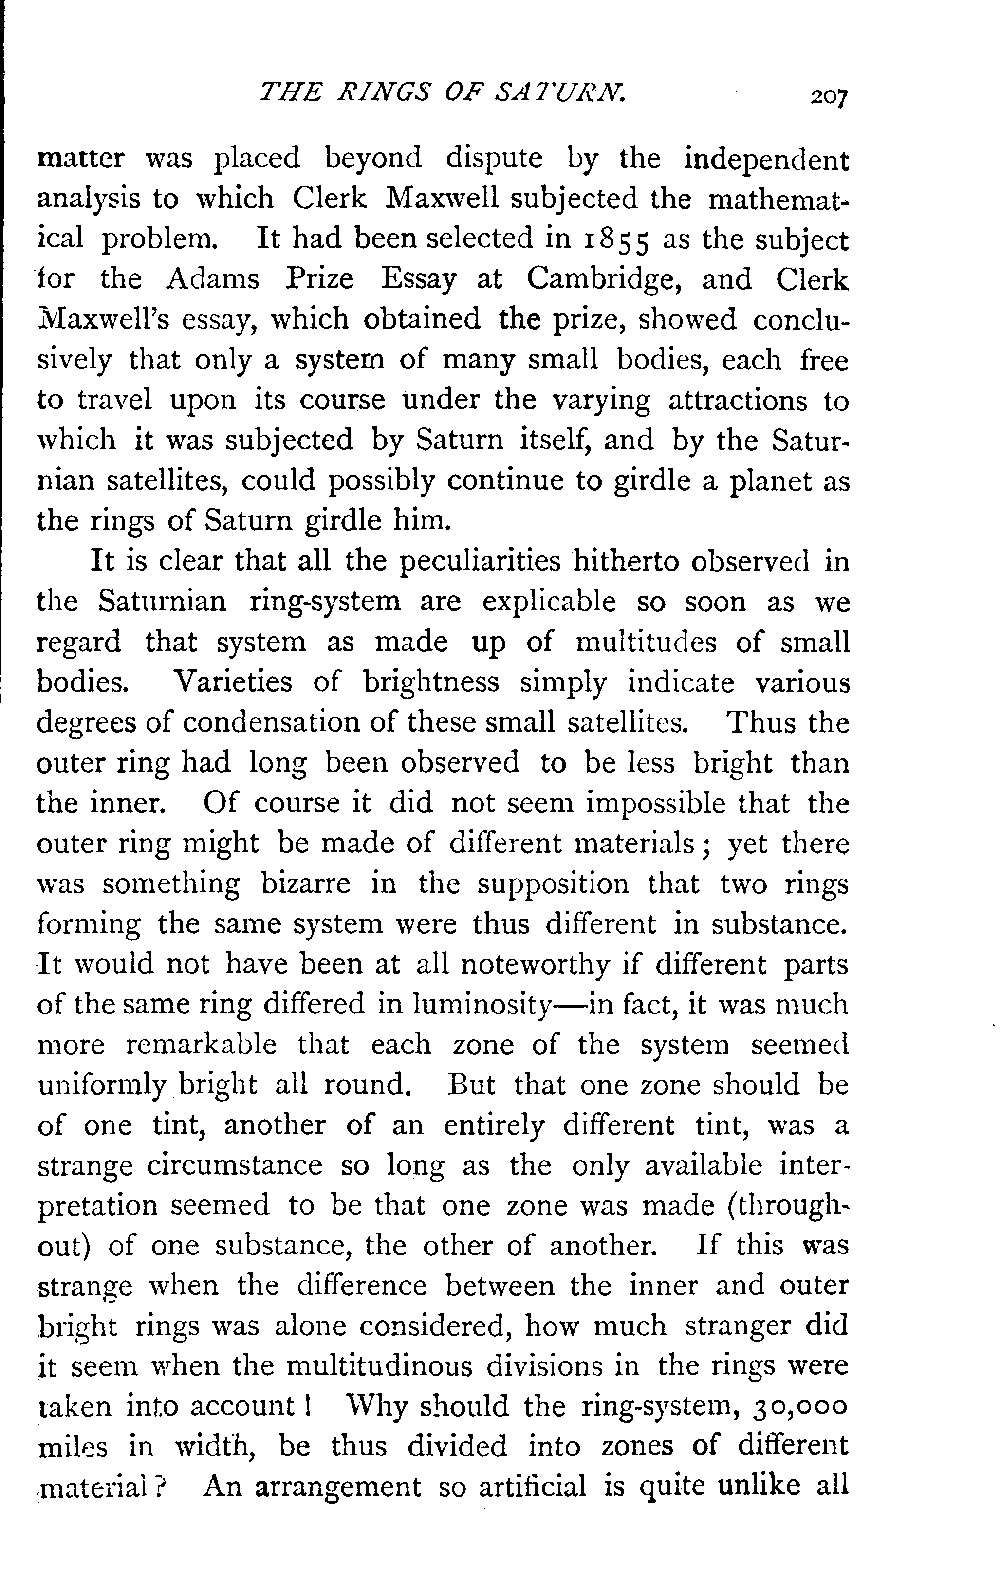 THE RINGS OF SATURN. 207
matter was placed beyond dispute by the independent
analysis to which Clerk Maxwell subjected the mathemat-
ical problem. It had been selected in 1855 as the subject
for the Adams Prize Essay at Cambridge, and Clerk
Maxwell's essay, which obtained the prize, showed conclu-
sively that only a system of many small bodies, each free
to travel upon its course under the varying attractions to
which it was subjected by Saturn itself, and by the Satur-
nian satellites, could possibly continue to girdle a planet as
the rings of Saturn girdle him.
It is clear that all the peculiarities hitherto observed in
the Saturnian ring-system are explicable so soon as we
regard that system as made up of multitudes of small
bodies. Varieties of brightness simply indicate various
degrees of condensation of these small satellites. Thus the
outer ring had long been observed to be less bright than
the inner. Of course it did not seem impossible that the
outer ring might be made of different materials; yet there
was something bizarre in the supposition that two rings
forming the same system were thus different in substance.
It would not have been at all noteworthy if different parts
of the same ring differed in luminosity—in fact, it was much
more remarkable that each zone of the system seemed
uniformly bright all round. But that one zone should be
of one tint, another of an entirely different tint, was a
strange circumstance so long as the only available inter-
pretation seemed to be that one zone was made (through-
out) of one substance, the other of another. If this was
strange when the difference between the inner and outer
bright rings was alone considered, how much stranger did
it seem when the multitudinous divisions in the rings were
taken into account! Why should the ring-system, 30,000
miles in width, be thus divided into zones of different
material? An arrangement so artificial is quite unlike all